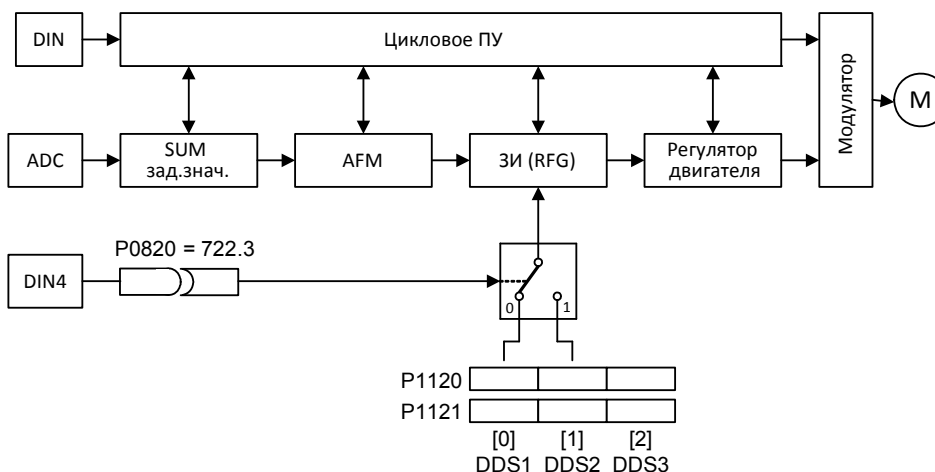 DIN
Цикловое ПУ
Модулятор
M
ADC
SUM
зад.знач.
AFM
ЗИ (RFG)
Регулятор
двигателя
P0820 = 722.3
DIN4
0
1
P1120
P1121
[0] [1] [2]
DDS1 DDS2 DDS3